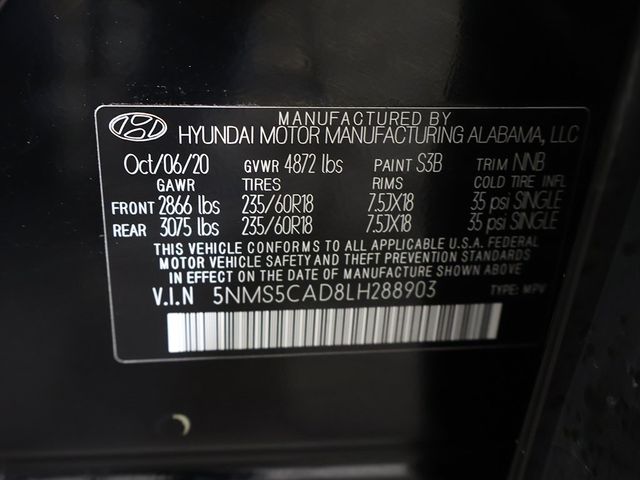 MANUFACTURED BY
HYUNDAI MOTOR MANUFACTURING ALABAMA, LLC
Oct/06/20 GVWR 4872 lbs PAINT S3B TRIM NNB
GAWR TIRES RIMS COLD TIRE INFL
FRONT 2866 lbs 235/60R18 7.5JX18 35 psi SINGLE
REAR 3075 lbs 235/60R18 7.5JX18 35 psi SINGLE
THIS VEHICLE CONFORMS TO ALL APPLICABLE U.S.A. FEDERAL
MOTOR VEHICLE SAFETY AND THEFT PREVENTION STANDARDS
IN EFFECT ON THE DATE OF MANUFACTURE SHOWN ABOVE
V.I.N 5NMS5CAD8LH288903 TYPE: MPV